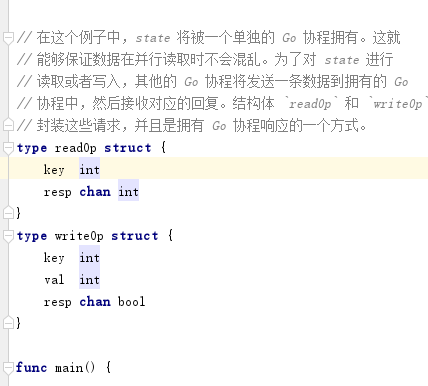 // 在这个例子中，state 将被一个单独的 Go 协程拥有。这就
// 能够保证数据在并行读取时不会混乱。为了对 state 进行
// 读取或者写入，其他的 Go 协程将发送一条数据到拥有的 Go
// 协程中，然后接收对应的回复。结构体 `readOp` 和 `writeOp`
// 封装这些请求，并且是拥有 Go 协程响应的一个方式。
type readOp struct {
    key  int
    resp chan int
}
type writeOp struct {
    key  int
    val  int
    resp chan bool
}
func main() {